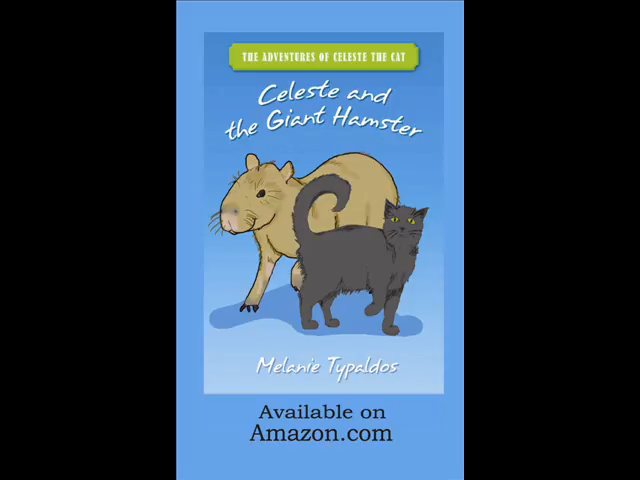 THE ADVENTURES OF CELESTE THE CAT
Celeste and
the Giant Hamster
Melanie Typaldos
Available on
Amazon.com